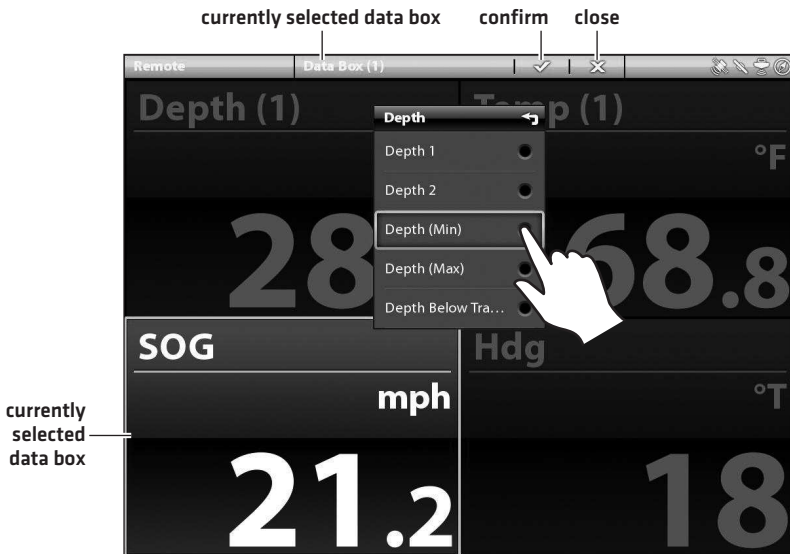 currently selected data box confirm close
Remote Data Box (1)
Depth (1) Temp (1)
Depth
°F
Depth 1
Depth 2
28 68.8
Depth (Min)
Depth (Max)
Depth Below Tra...
SOG Hdg
mph °T
currently
selected
data box
21.2 18